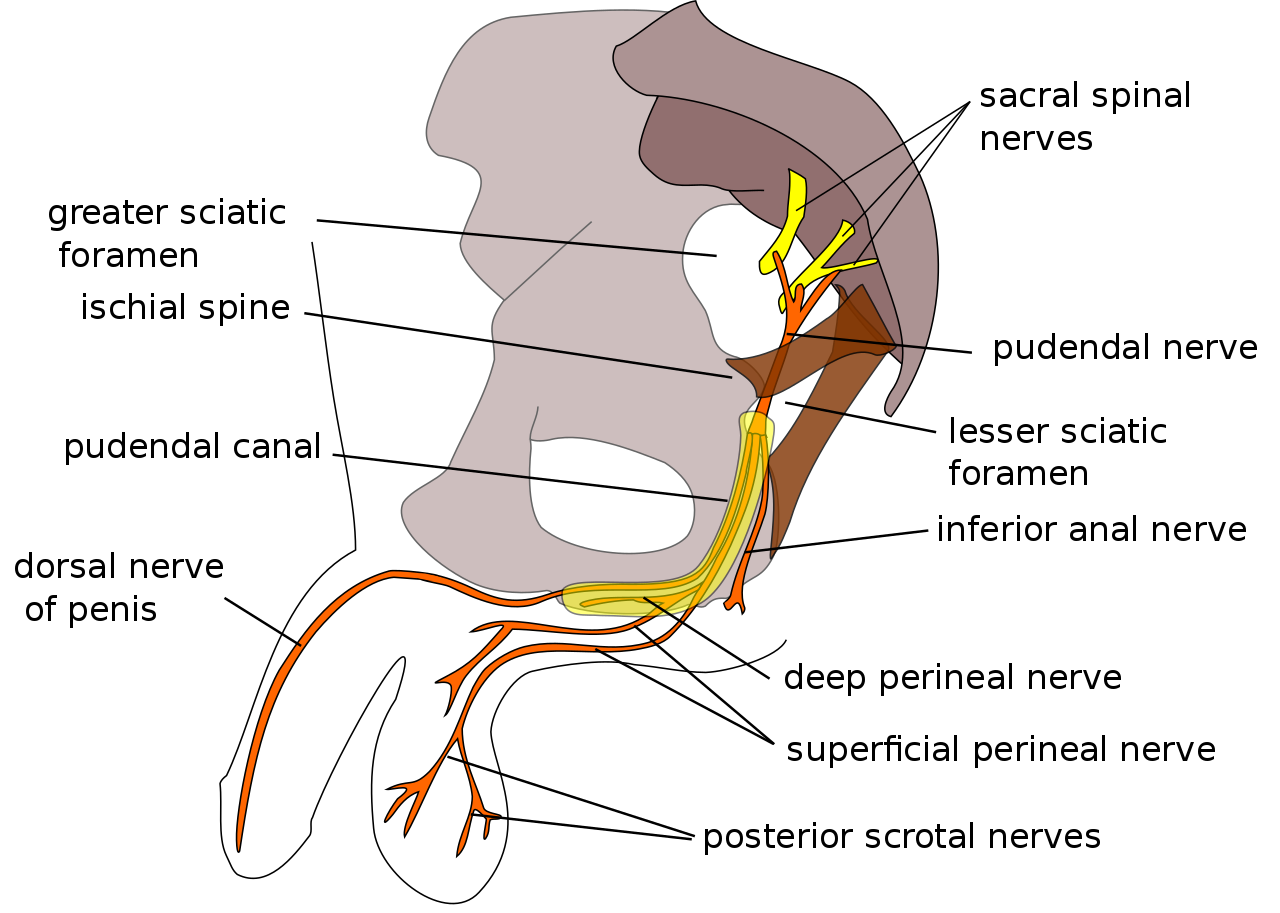 sacral spinal
nerves
greater sciatic
foramen
ischial spine
pudendal nerve
lesser sciatic
foramen
pudendal canal
inferior anal nerve
dorsal nerve
of penis
deep perineal nerve
superficial perineal nerve
posterior scrotal nerves